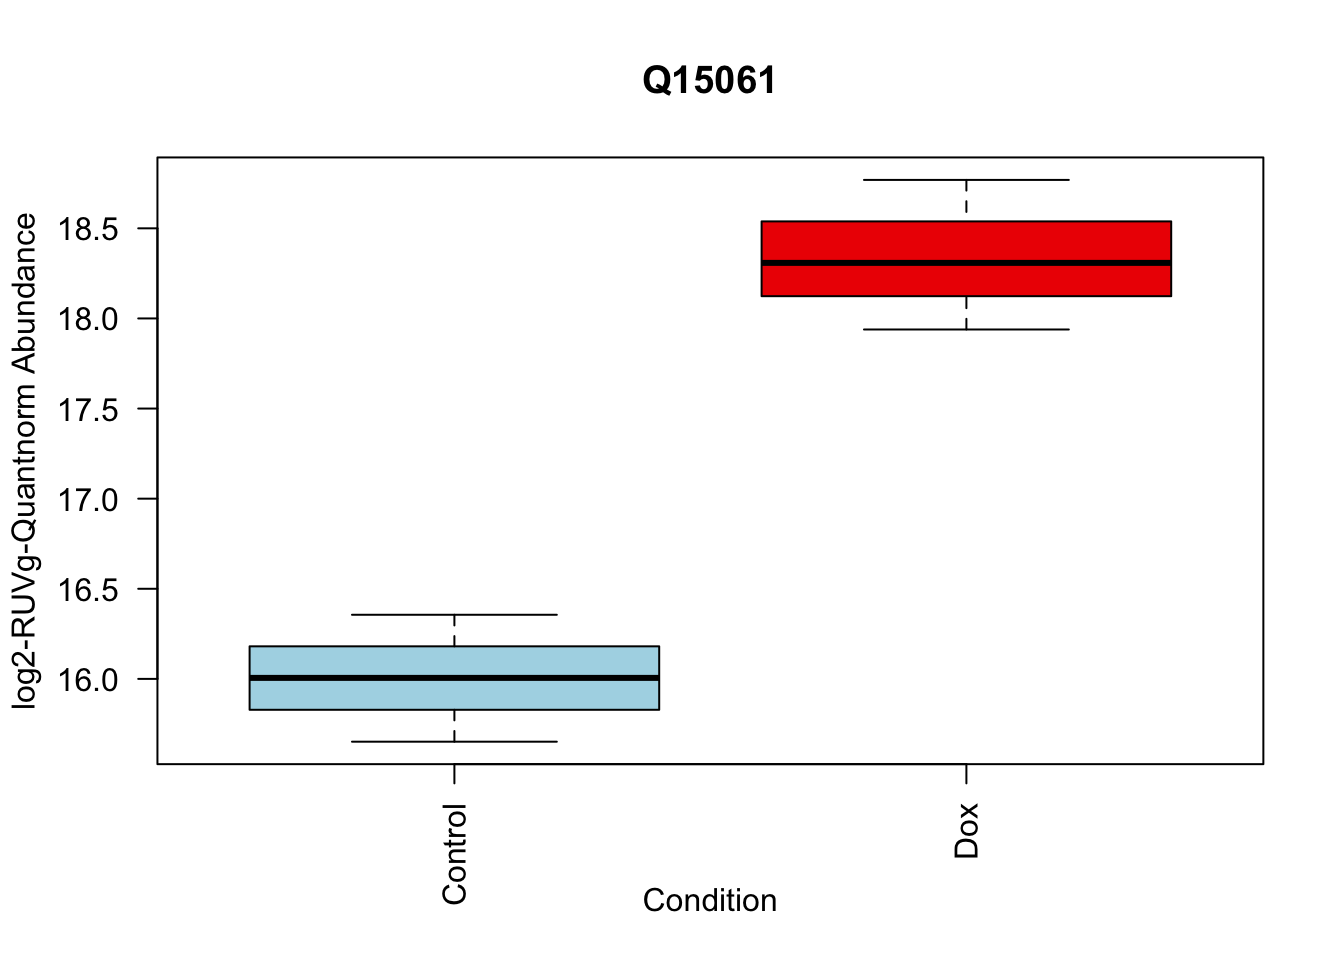 Q15061
log2-RUVg-Quantnorm Abundance
18.5
18.0
17.5
17.0
16.5
16.0
Control
Dox
Condition